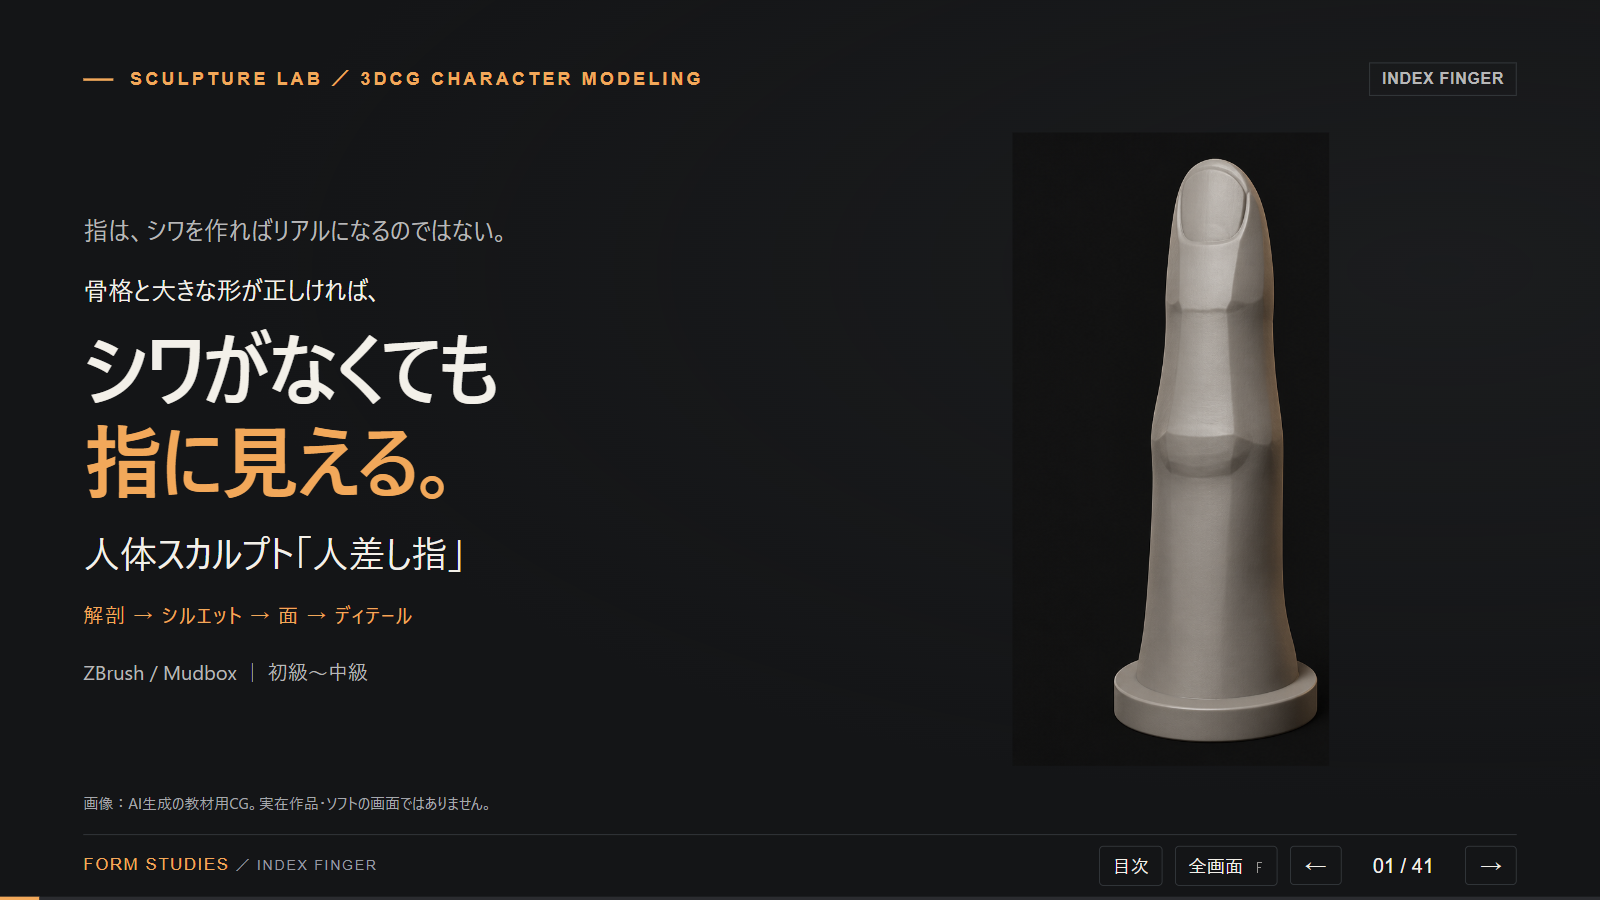 SCULPTURE LAB ／ 3DCG CHARACTER MODELING
INDEX FINGER
指は、シワを作ればリアルになるのではない。
骨格と大きな形が正しければ、
シワがなくても
指に見える。
人体スカルプト「人差し指」
解剖 → シルエット → 面 → ディテール
ZBrush / Mudbox ｜ 初級〜中級
画像：AI生成の教材用CG。実在作品・ソフトの画面ではありません。
FORM STUDIES ／ INDEX FINGER
目次
全画面 F
←
01 / 41
→